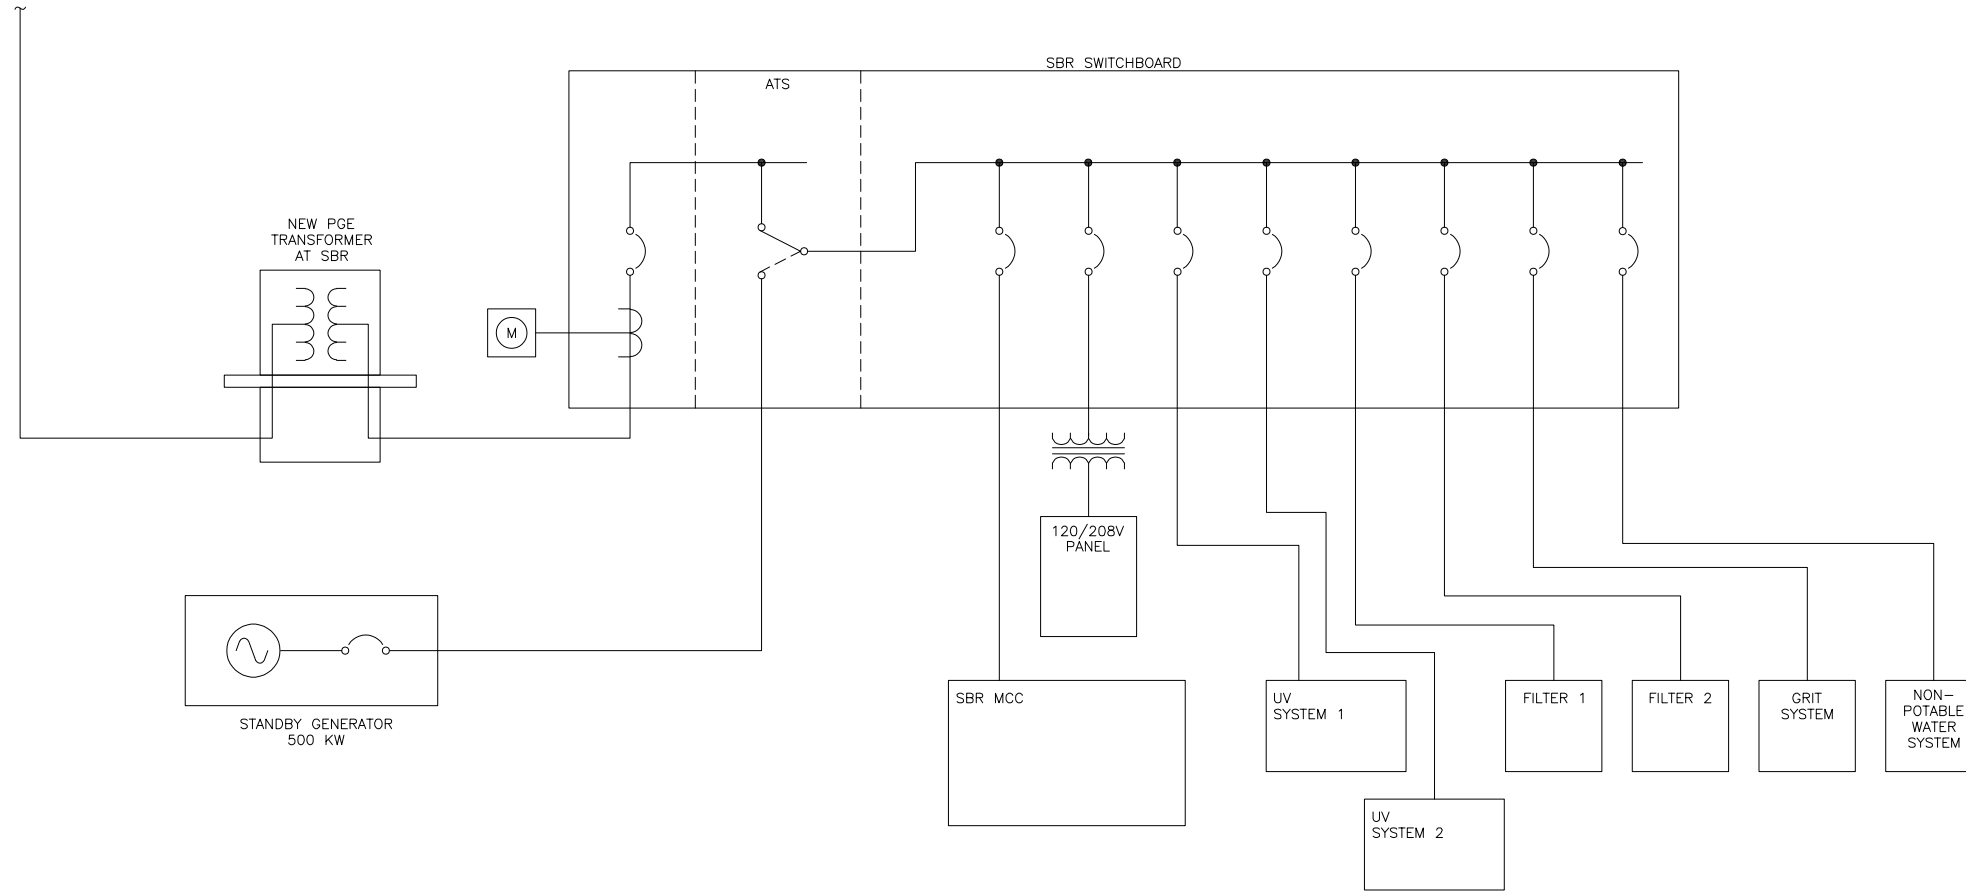 SBR SWITCHBOARD
ATS
NEW PGE
TRANSFORMER
AT SBR
M
120/208V
PANEL
STANDBY GENERATOR
500 KW
SBR MCC
UV
SYSTEM 1
UV
SYSTEM 2
FILTER 1
FILTER 2
GRIT
SYSTEM
NON-
POTABLE
WATER
SYSTEM